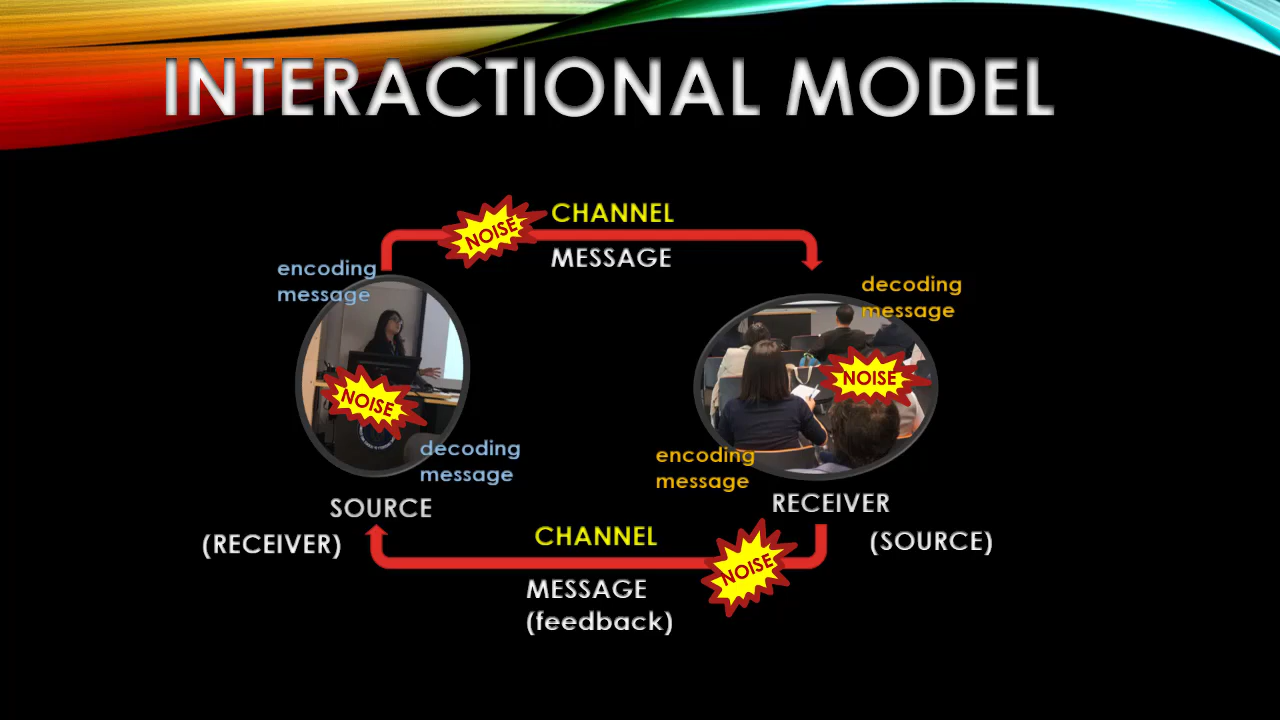 INTERACTIONAL MODEL
NOISE
CHANNEL
MESSAGE
encoding
message
decoding
message
NOISE
NOISE
decoding
message
encoding
message
SOURCE
(RECEIVER)
RECEIVER
(SOURCE)
CHANNEL
NOISE
MESSAGE
(feedback)